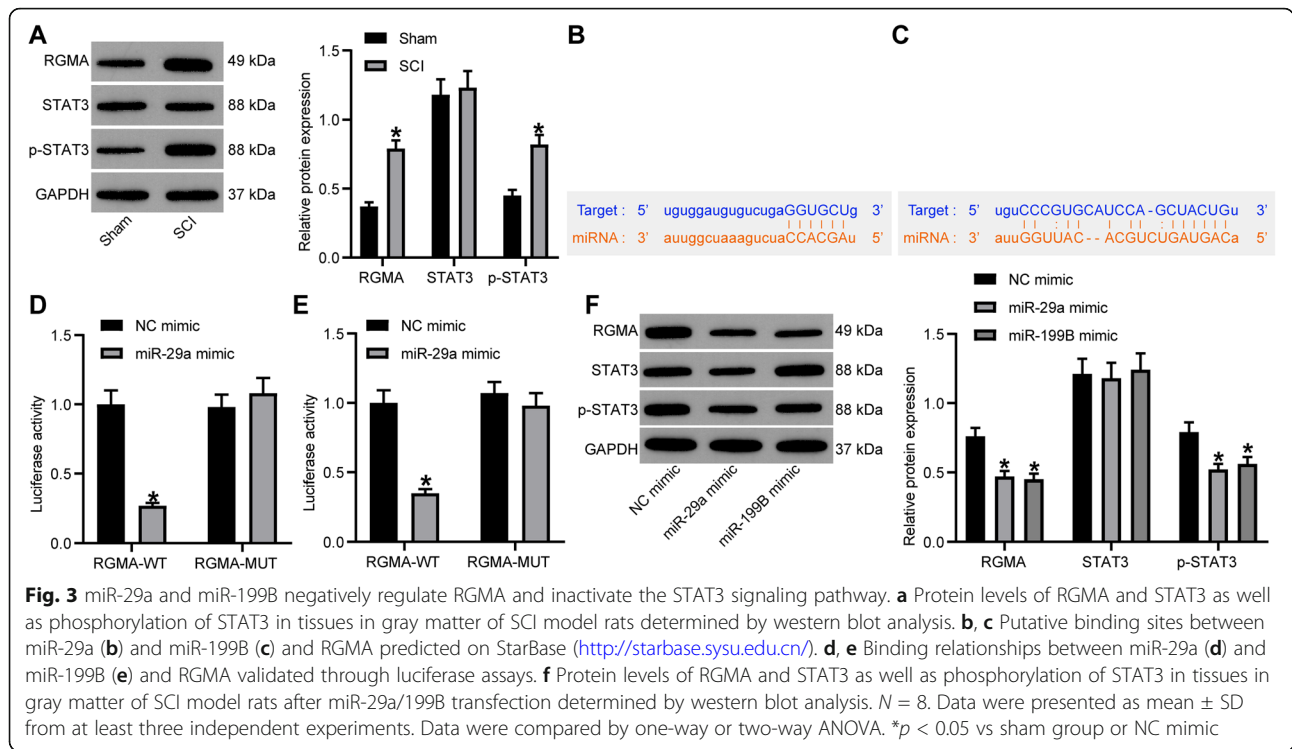 A
RGMA 49 kDa
STAT3 88 kDa
p-STAT3 88 kDa
GAPDH 37 kDa
Sham SCI
Sham
SCI
Relative protein expression
1.5
1.0
0.5
0.0
RGMA STAT3 p-STAT3
* *
B
Target : 5' uguggaugugucugaGGUGCUg 3'
miRNA : 3' auuggcuaaagucuaCCACGAu 5'
C
Target : 5' uguCCCGUGCAUCCA-GCUACUGu 3'
miRNA : 3' auuGGUUAC--ACGUCUGAUGACa 5'
D
NC mimic
miR-29a mimic
Luciferase activity
1.5
1.0
0.5
0.0
*
RGMA-WT RGMA-MUT
E
NC mimic
miR-29a mimic
Luciferase activity
1.5
1.0
0.5
0.0
*
RGMA-WT RGMA-MUT
F
RGMA 49 kDa
STAT3 88 kDa
p-STAT3 88 kDa
GAPDH 37 kDa
NC mimic miR-29a mimic miR-199B mimic
NC mimic
miR-29a mimic
miR-199B mimic
Relative protein expression
1.5
1.0
0.5
0.0
* * * *
RGMA STAT3 p-STAT3
Fig. 3 miR-29a and miR-199B negatively regulate RGMA and inactivate the STAT3 signaling pathway. a Protein levels of RGMA and STAT3 as well
as phosphorylation of STAT3 in tissues in gray matter of SCI model rats determined by western blot analysis. b, c Putative binding sites between
miR-29a (b) and miR-199B (c) and RGMA predicted on StarBase (http://starbase.sysu.edu.cn/). d, e Binding relationships between miR-29a (d) and
miR-199B (e) and RGMA validated through luciferase assays. f Protein levels of RGMA and STAT3 as well as phosphorylation of STAT3 in tissues in
gray matter of SCI model rats after miR-29a/199B transfection determined by western blot analysis. N = 8. Data were presented as mean ± SD
from at least three independent experiments. Data were compared by one-way or two-way ANOVA. *p < 0.05 vs sham group or NC mimic